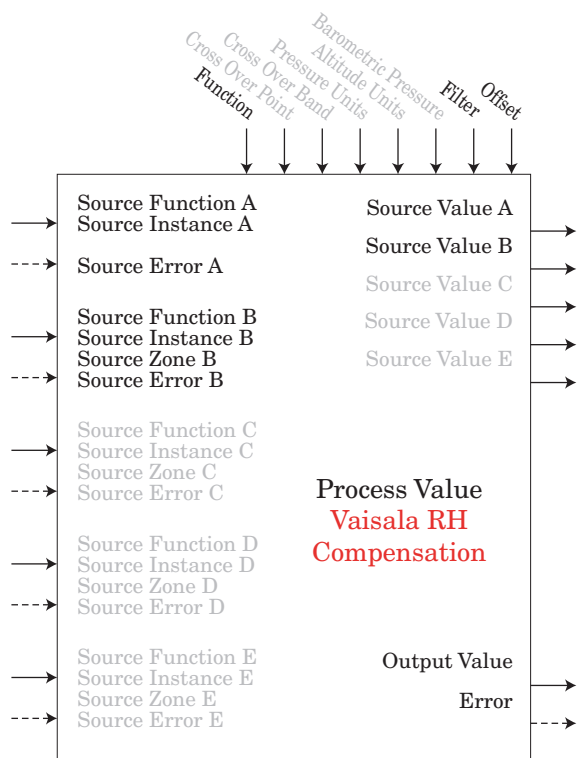 Function
Cross Over Point
Cross Over Band
Pressure Units
Altitude Units
Barometric Pressure
Filter
Offset
Source Function A
Source Instance A
Source Error A
Source Function B
Source Instance B
Source Zone B
Source Error B
Source Function C
Source Instance C
Source Zone C
Source Error C
Source Function D
Source Instance D
Source Zone D
Source Error D
Source Function E
Source Instance E
Source Zone E
Source Error E
Source Value A
Source Value B
Source Value C
Source Value D
Source Value E
Process Value
Vaisala RH
Compensation
Output Value
Error